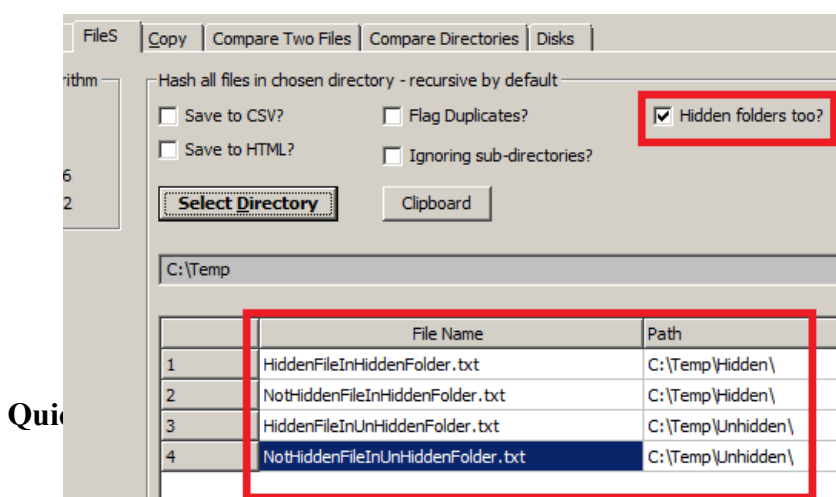 FileS Copy Compare Two Files Compare Directories Disks
rithm Hash all files in chosen directory - recursive by default
Save to CSV? Flag Duplicates? Hidden folders too?
Save to HTML? Ignoring sub-directories?
6
2 Select Directory Clipboard
C:\Temp
File Name Path
1 HiddenFileInHiddenFolder.txt C:\Temp\Hidden\
2 NotHiddenFileInHiddenFolder.txt C:\Temp\Hidden\
3 HiddenFileInUnHiddenFolder.txt C:\Temp\Unhidden\
4 NotHiddenFileInUnHiddenFolder.txt C:\Temp\Unhidden\